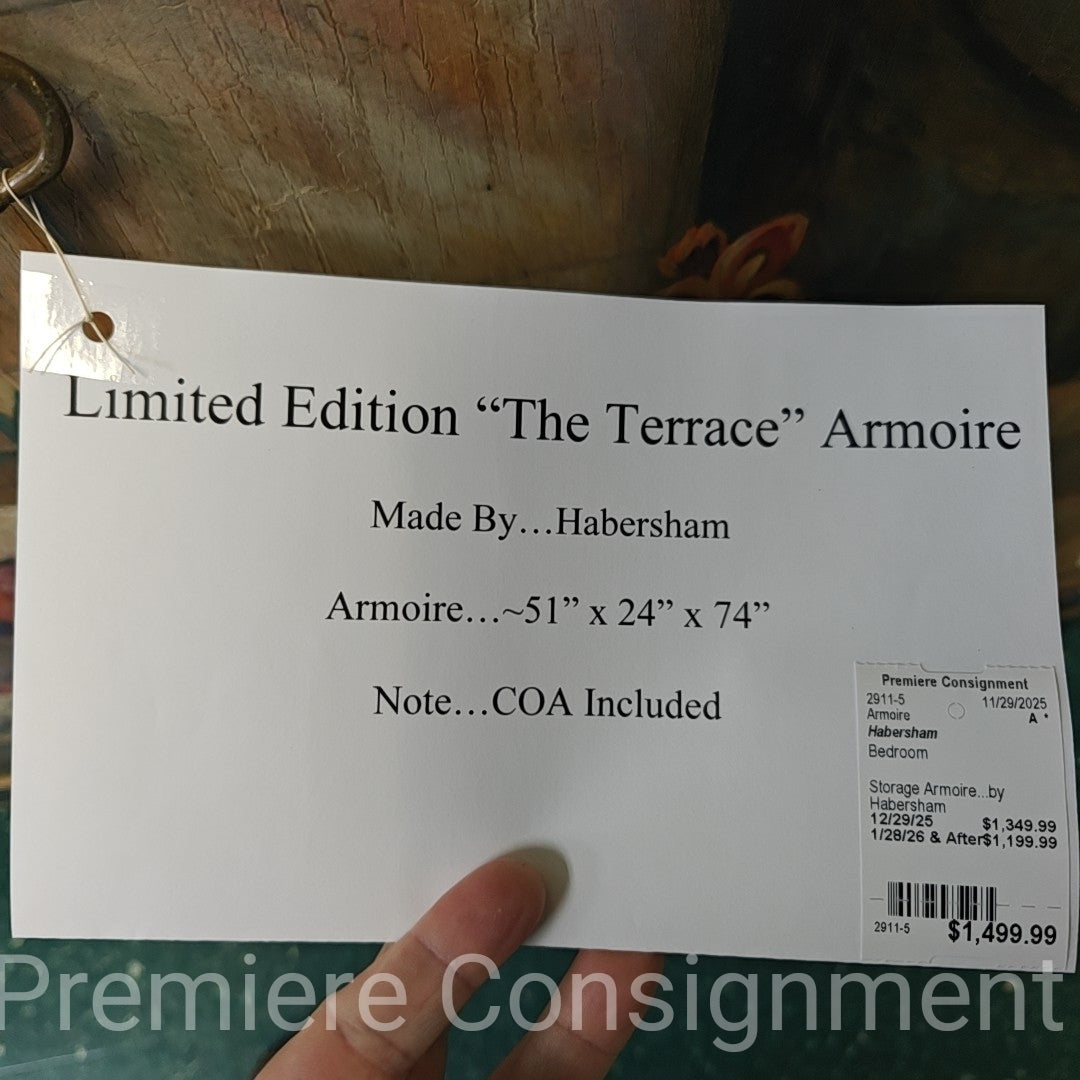 Limited Edition “The Terrace” Armoire
Made By…Habersham
Armoire…~51” x 24” x 74”
Note…COA Included
Premiere Consignment
2911-5 11/29/2025
Armoire A *
Habersham
Bedroom
Storage Armoire...by
Habersham
12/29/25 $1,349.99
1/28/26 & After$1,199.99
2911-5 $1,499.99
Premiere Consignment